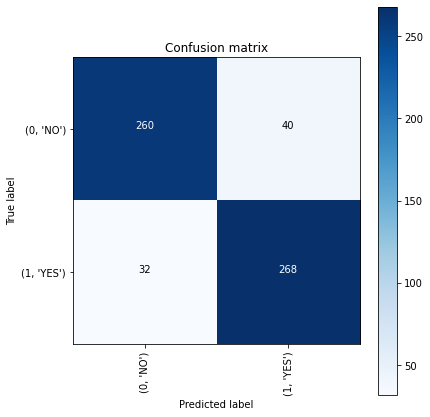 Confusion matrix
250
200
150
100
50
(0, 'NO')
260
40
True label
(1, 'YES')
32
268
(0, 'NO')
(1, 'YES')
Predicted label